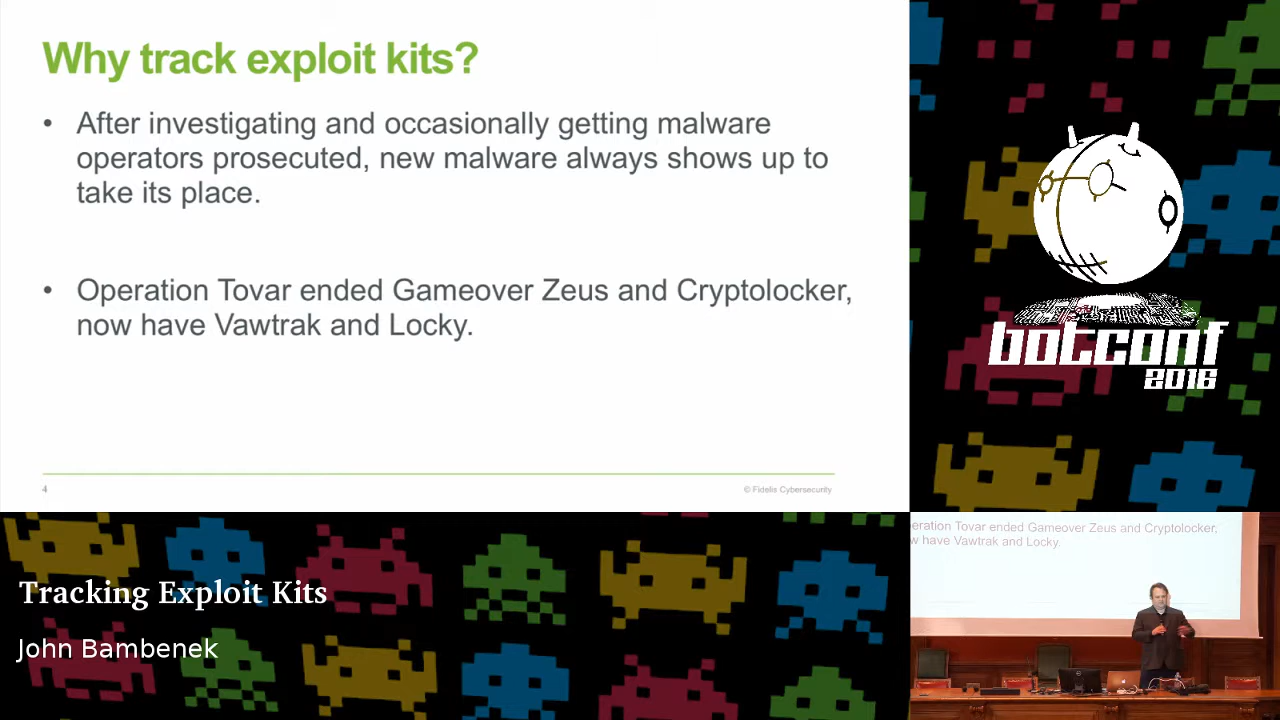 Why track exploit kits?
• After investigating and occasionally getting malware
operators prosecuted, new malware always shows up to
take its place.
• Operation Tovar ended Gameover Zeus and Cryptolocker,
now have Vawtrak and Locky.
4
© Fidelis Cybersecurity
botconf
2016
eration Tovar ended Gameover Zeus and Cryptolocker,
w have Vawtrak and Locky.
Tracking Exploit Kits
John Bambenek